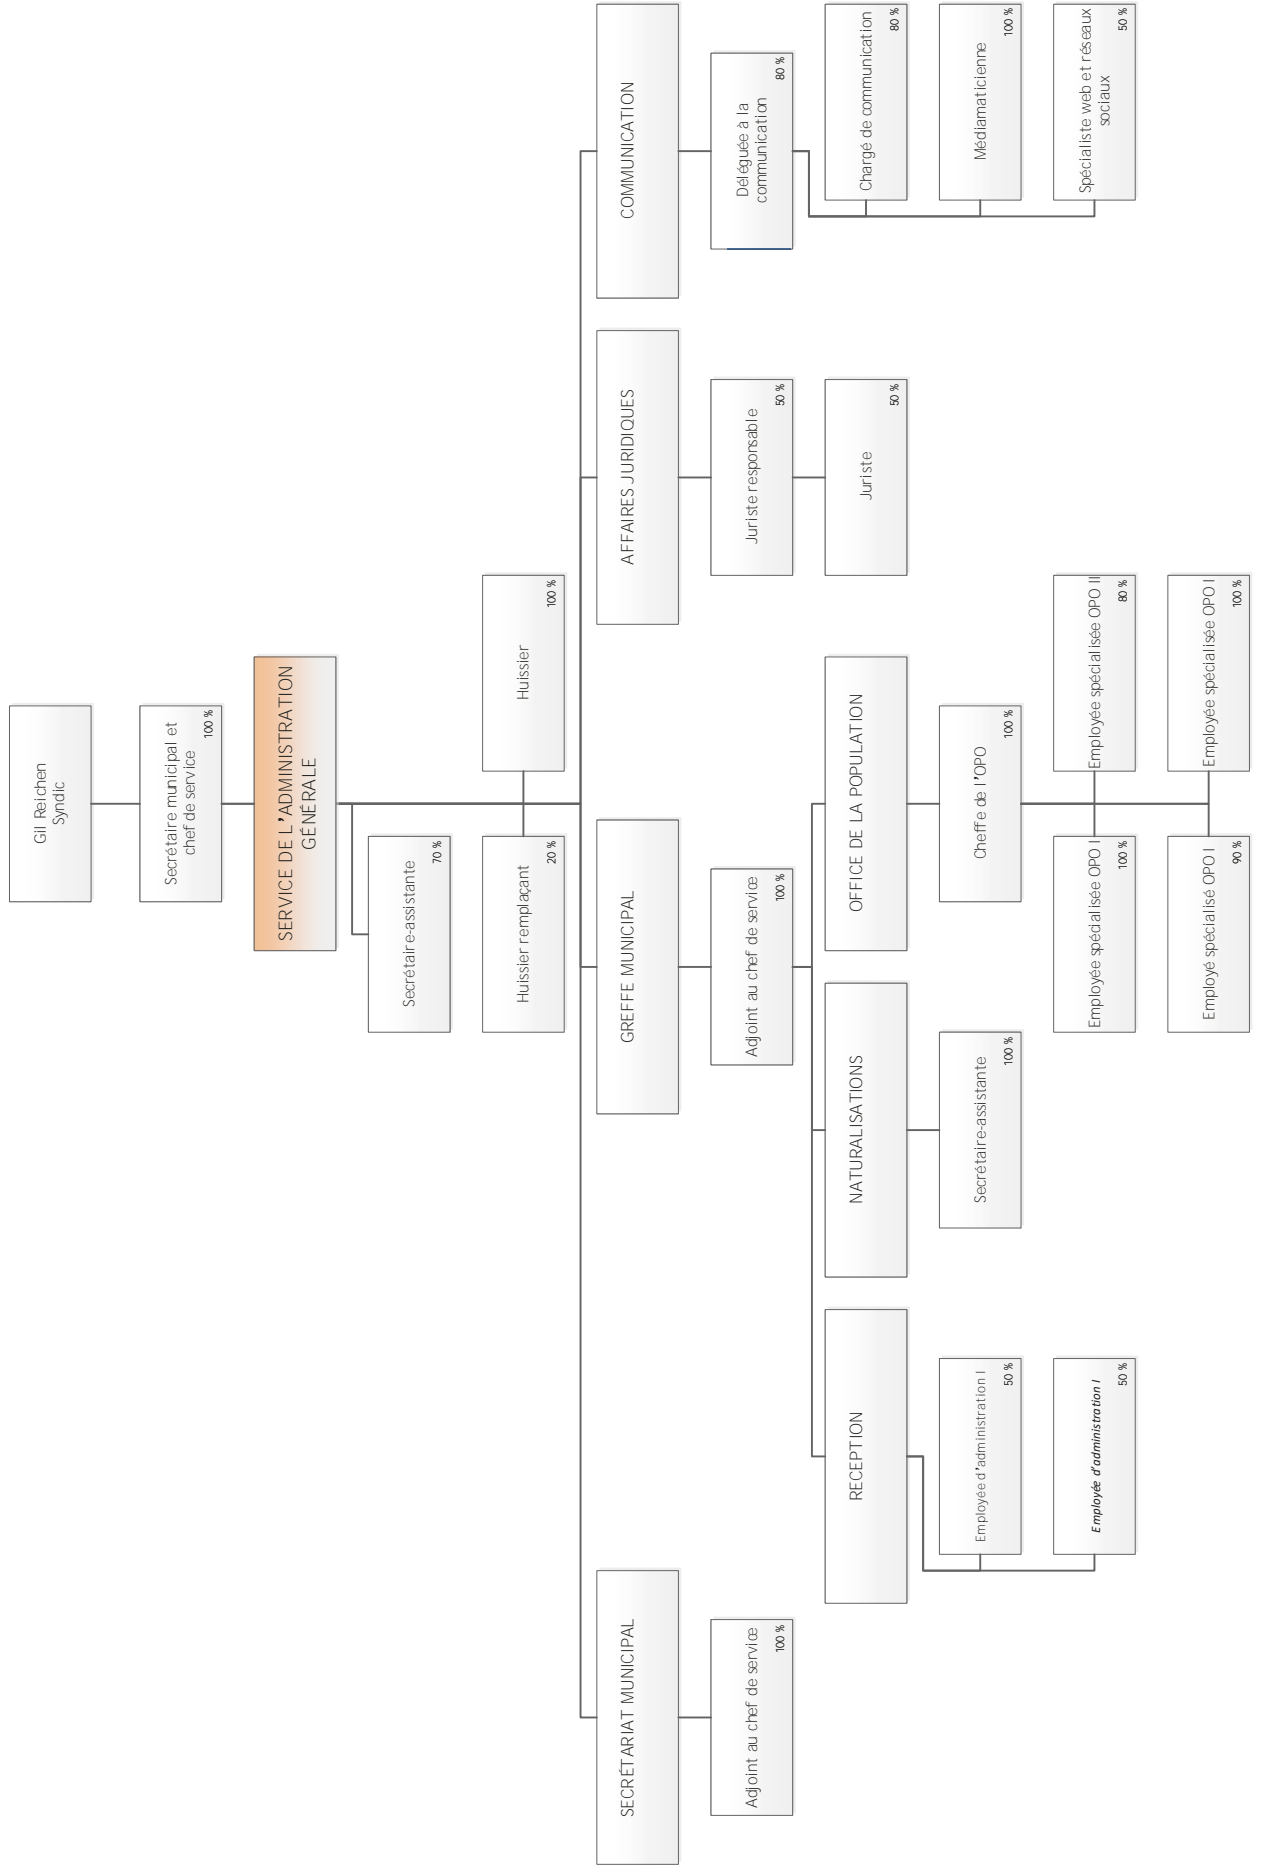 Gil Reichen
Syndic
Secrétaire municipal et
chef de service
100 %
SERVICE DE L'ADMINISTRATION
GÉNÉRALE
Secrétaire-assistante
70 %
Huissier remplaçant
20 %
Huissier
100 %
SECRÉTARIAT MUNICIPAL
Adjoint au chef de service
100 %
GREFFE MUNICIPAL
Adjoint au chef de service
100 %
RECEPTION
Employée d'administration I
50 %
Employée d'administration I
50 %
NATURALISATIONS
Secrétaire-assistante
100 %
OFFICE DE LA POPULATION
Cheffe de l'OPO
100 %
Employée spécialisée OPO I
100 %
Employée spécialisée OPO II
80 %
Employé spécialisé OPO I
90 %
Employée spécialisée OPO I
100 %
AFFAIRES JURIDIQUES
Juriste responsable
50 %
Juriste
50 %
COMMUNICATION
Déléguée à la
communication
80 %
Chargé de communication
80 %
Médiamaticienne
100 %
Spécialiste web et réseaux
sociaux
50 %